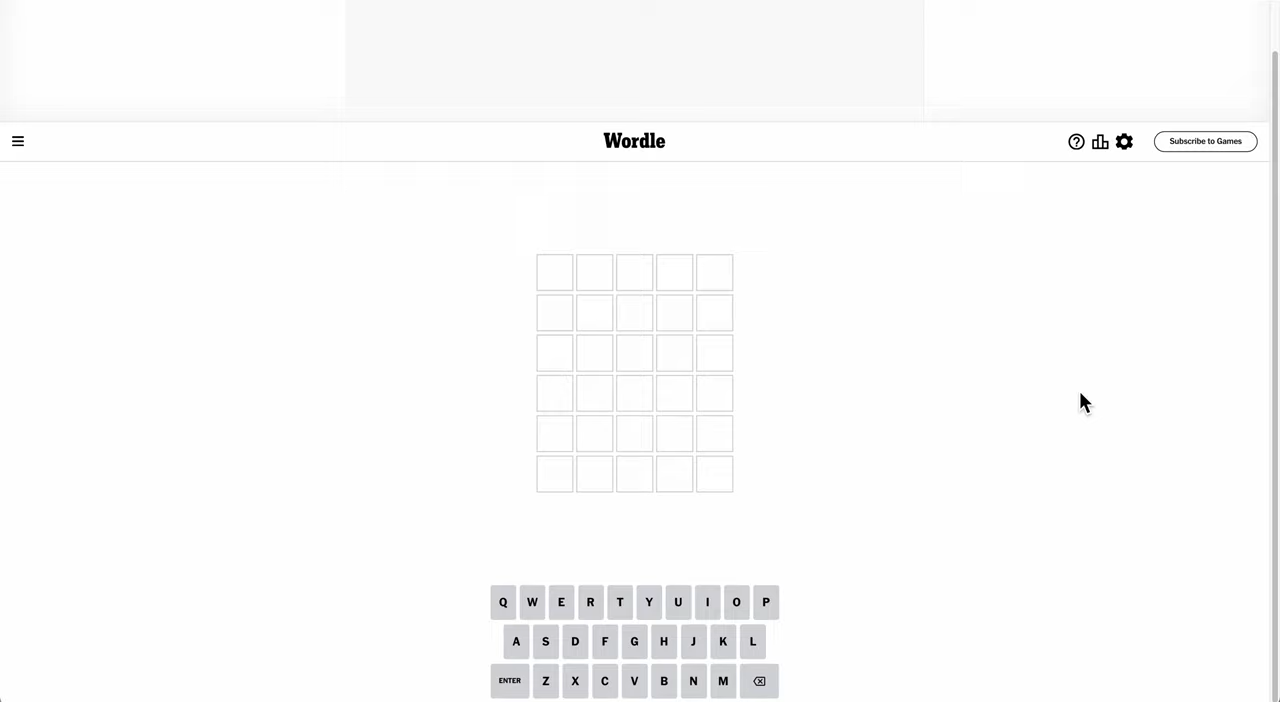 Wordle
Subscribe to Games
Q W E R T Y U I O P
A S D F G H J K L
ENTER Z X C V B N M